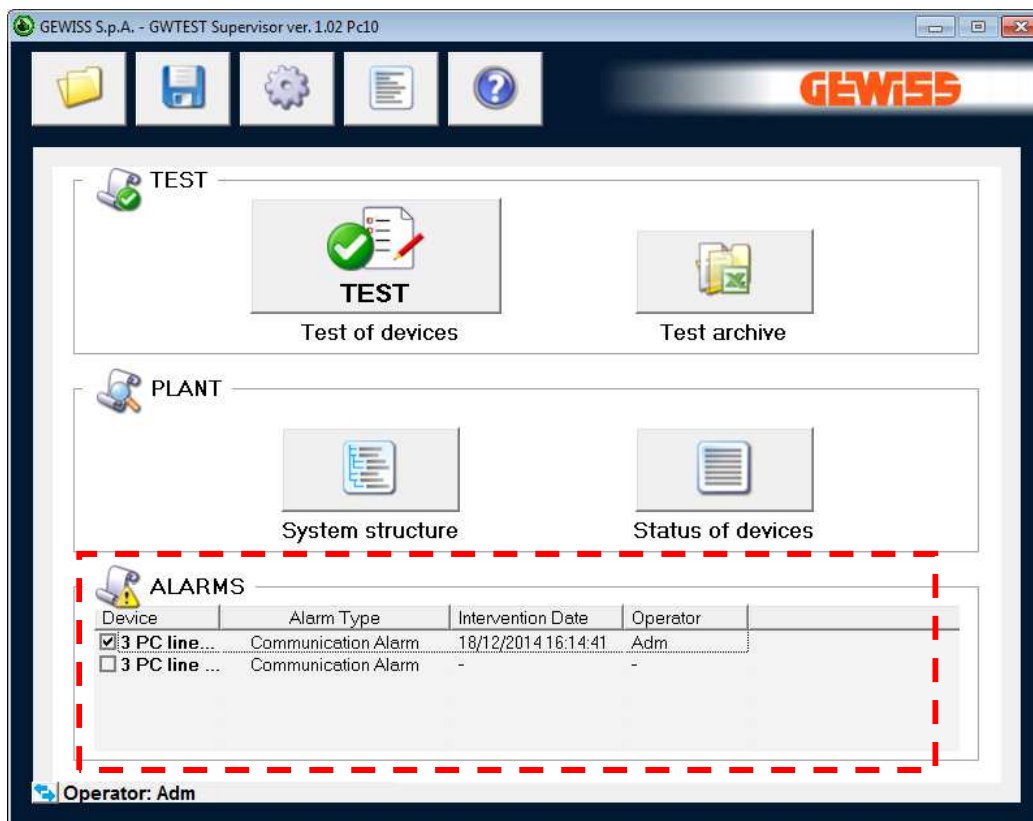 GEWISS S.p.A. - GWTEST Supervisor ver. 1.02 Pc10
GEWISS
TEST
TEST
Test of devices Test archive
PLANT
System structure Status of devices
ALARMS
Device Alarm Type Intervention Date Operator
3 PC line... Communication Alarm 18/12/2014 16:14:41 Adm
3 PC line ... Communication Alarm - -
Operator: Adm